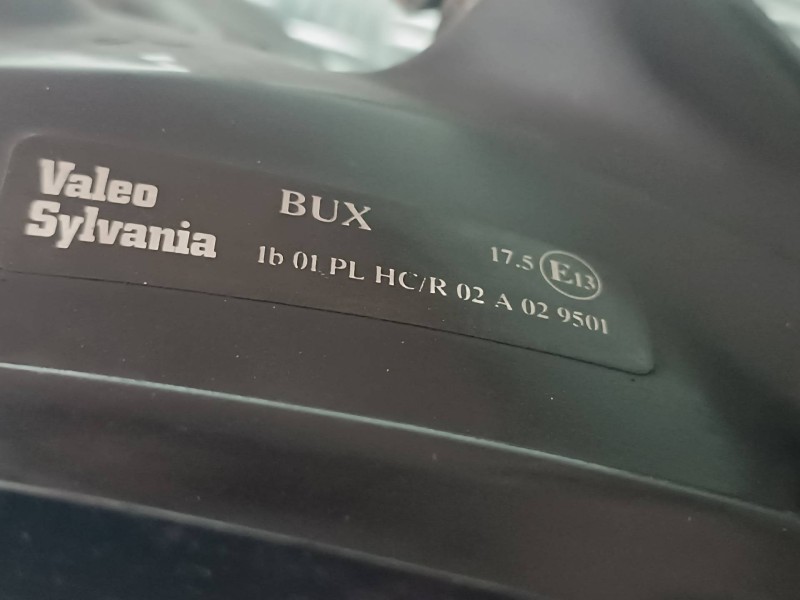 Valeo
Sylvania
BUX
17.5 E13
1b 01 PL HC/R 02 A 02 9501